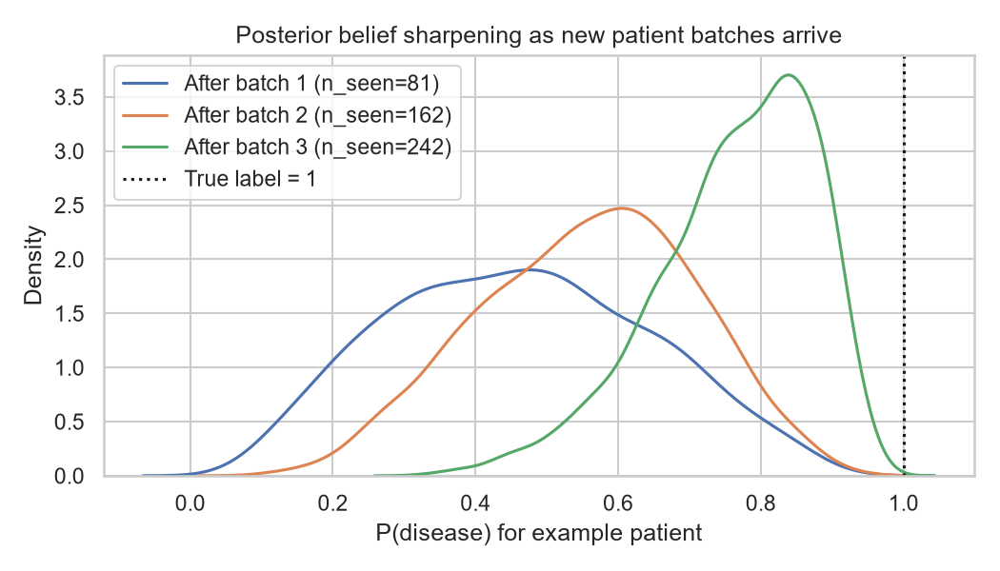 Posterior belief sharpening as new patient batches arrive
After batch 1 (n_seen=81)
After batch 2 (n_seen=162)
After batch 3 (n_seen=242)
True label = 1
Density
3.5
3.0
2.5
2.0
1.5
1.0
0.5
0.0
0.0 0.2 0.4 0.6 0.8 1.0
P(disease) for example patient